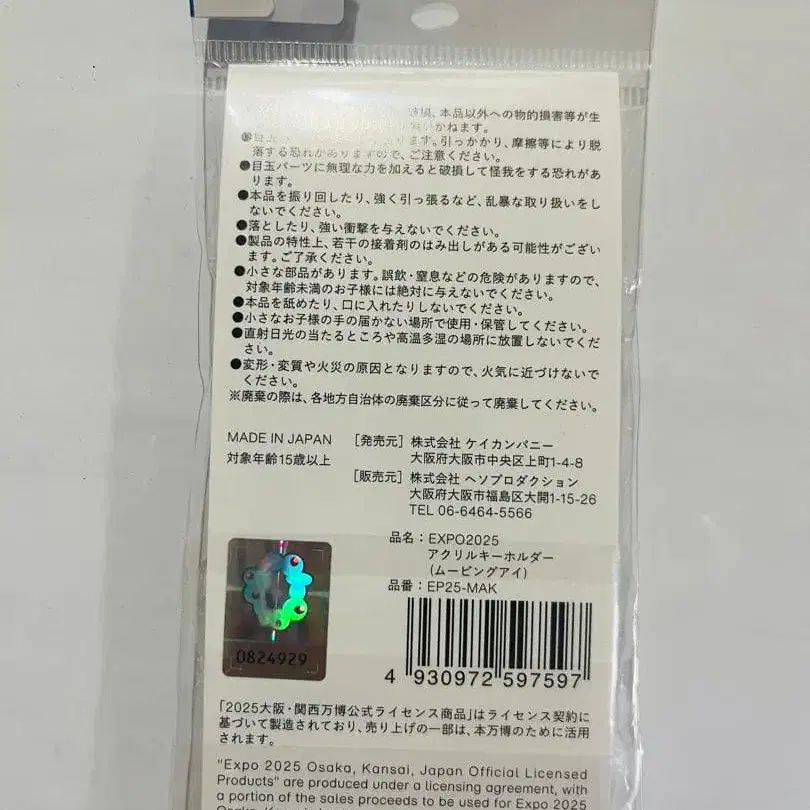 破損、本品以外への物的損害等が生
かねます。
ます。引っかかり、摩擦等により脱
落する恐れがありますので、ご注意ください。
●目玉パーツに無理な力を加えると破損して怪我をする恐れがあ
ります。
●本品を振り回したり、強く引っ張るなど、乱暴な取り扱いをし
ないでください。
●落としたり、強い衝撃を与えないでください。
●製品の特性上、若干の接着剤のはみ出しがある可能性がござい
ます。ご了承ください。
●小さな部品があります。誤飲・窒息などの危険がありますので、
対象年齢未満のお子様には絶対に与えないでください。
●本品を舐めたり、口に入れたりしないでください。
●小さなお子様の手の届かない場所で使用・保管してください。
●直射日光の当たるところや高温多湿の場所に放置しないでくだ
さい。
●変形・変質や火災の原因となりますので、火気に近づけないで
ください。
※廃棄の際は、各地方自治体の廃棄区分に従って廃棄してください。
MADE IN JAPAN
対象年齢15歳以上
［発売元］ 株式会社 ケイカンパニー
大阪府大阪市中央区上町1-4-8
［販売元］ 株式会社 ヘソプロダクション
大阪府大阪市福島区大開1-15-26
TEL 06-6464-5566
品名：EXPO2025
アクリルキーホルダー
(ムービングアイ)
品番：EP25-MAK
0824929
4 930972 597597
「2025大阪・関西万博公式ライセンス商品」はライセンス契約に
基づいて製造されており、売り上げの一部は、本万博のために活用
されます。
"Expo 2025 Osaka, Kansai, Japan Official Licensed
Products" are produced under a licensing agreement, with
a portion of the sales proceeds to be used for Expo 2025